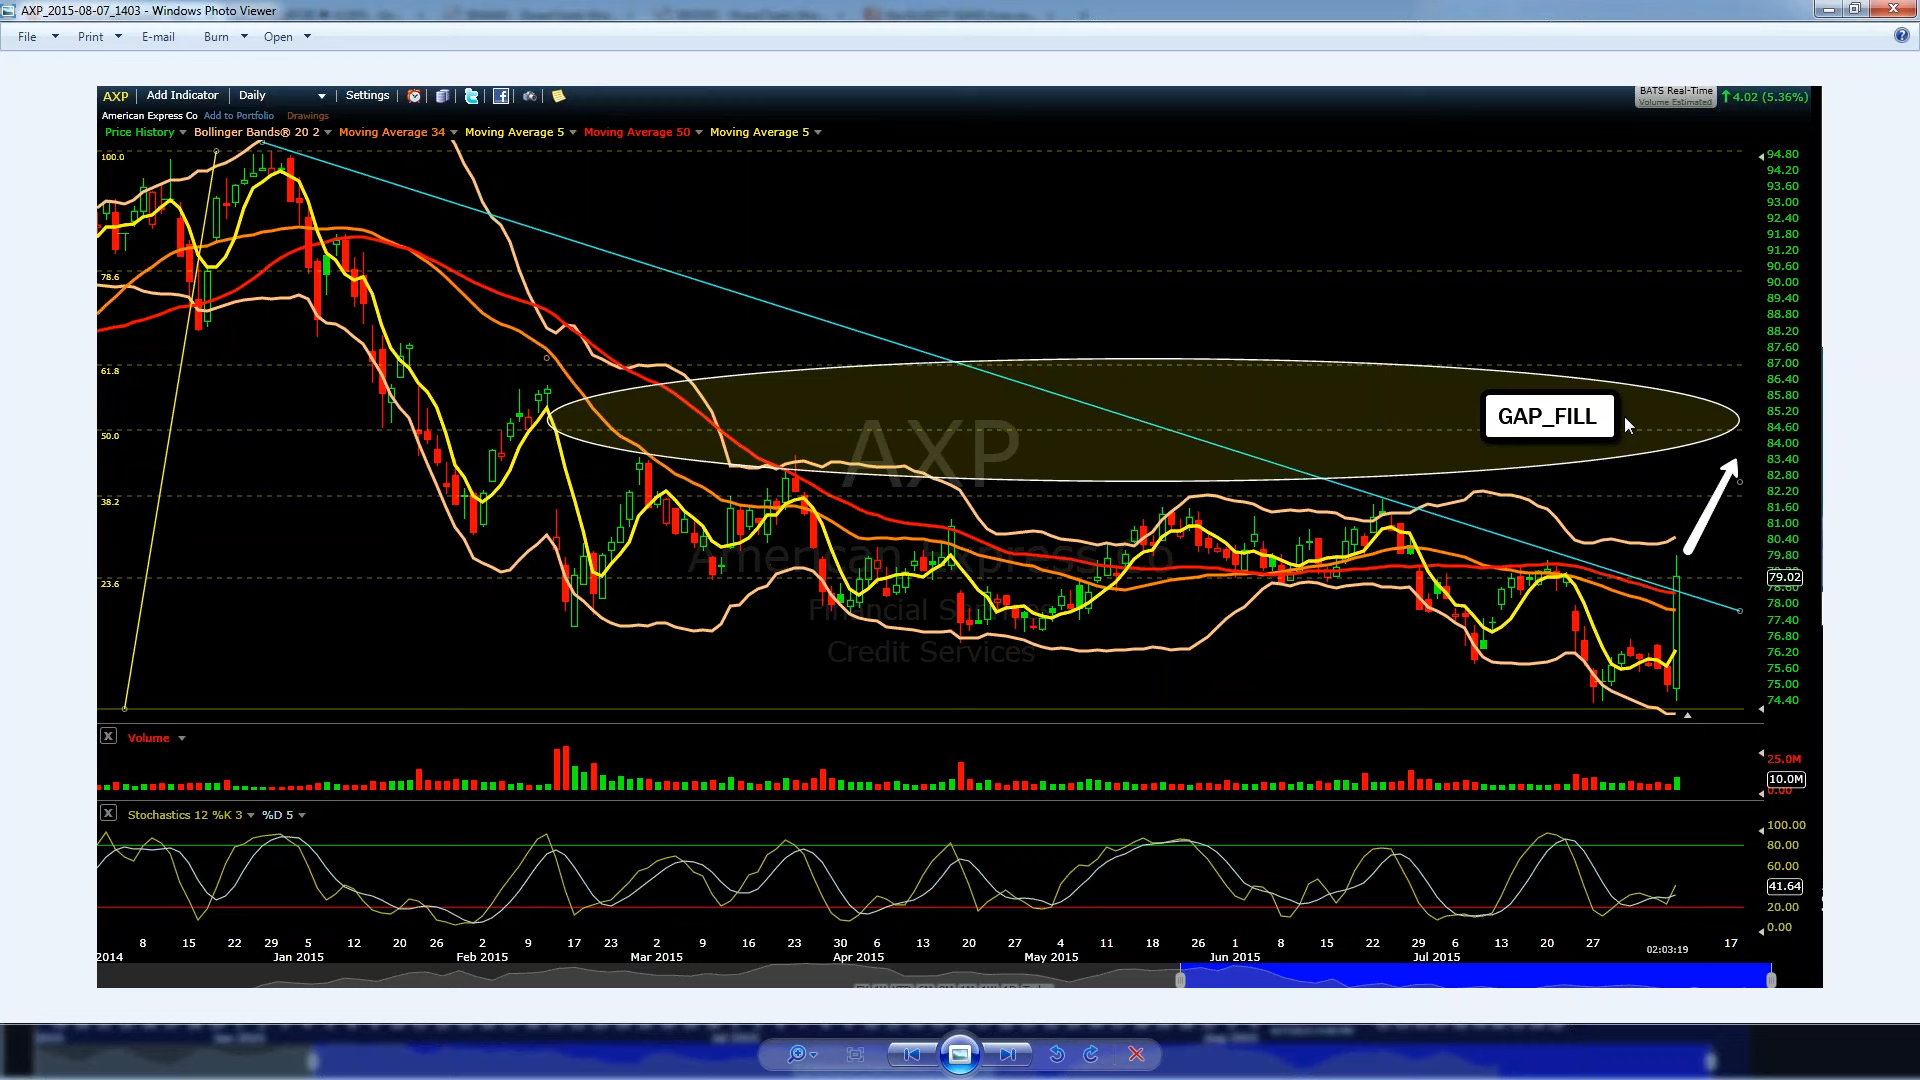 AXP_2015-08-07_1403 - Windows Photo Viewer
File Print E-mail Burn Open
AXP Add Indicator Daily Settings BATS Real-Time 4.02 (5.36%)
Volume Estimated
American Express Co Add to Portfolio Drawings
Price History Bollinger Bands® 20 2 Moving Average 34 Moving Average 5 Moving Average 50 Moving Average 5
100.0
78.6
61.8
50.0
38.2
23.6
94.80
94.20
93.60
93.00
92.40
91.80
91.20
90.60
90.00
89.40
88.80
88.20
87.60
87.00
86.40
85.80
85.20
84.60
84.00
83.40
82.80
82.20
81.60
81.00
80.40
79.80
79.02
78.00
77.40
76.80
76.20
75.60
75.00
74.40
GAP_FILL
AXP
American Express Co
Financial
Credit Services
X Volume
25.0M
10.0M
0.00
X Stochastics 12 %K 3 %D 5
100.00
80.00
60.00
41.64
20.00
0.00
8 15 22 29 5 12 20 26 2 9 17 23 2 9 16 23 30 6 13 20 27 4 11 18 26 1 8 15 22 29 6 13 20 27 02:03:19 17
2014 Jan 2015 Feb 2015 Mar 2015 Apr 2015 May 2015 Jun 2015 Jul 2015